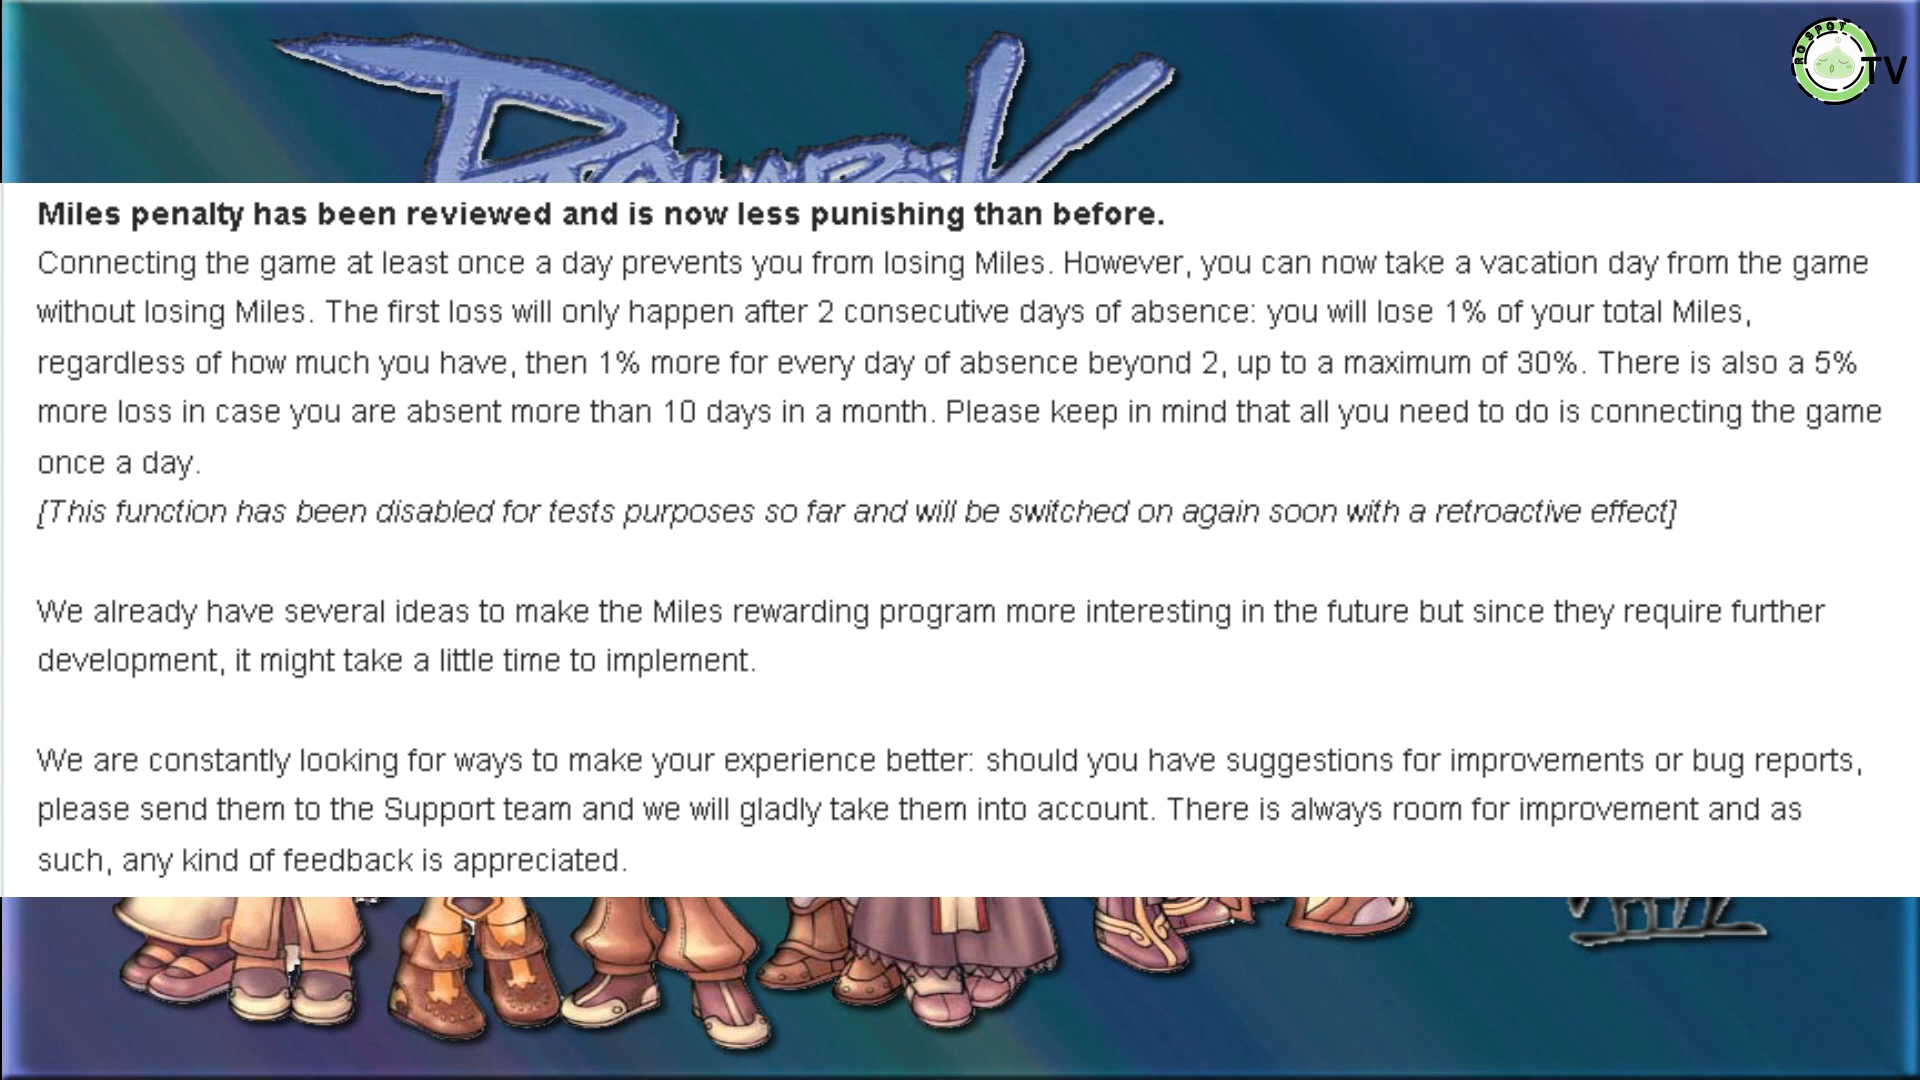 RO SPOT
TV
Miles penalty has been reviewed and is now less punishing than before.
Connecting the game at least once a day prevents you from losing Miles. However, you can now take a vacation day from the game
without losing Miles. The first loss will only happen after 2 consecutive days of absence: you will lose 1% of your total Miles,
regardless of how much you have, then 1% more for every day of absence beyond 2, up to a maximum of 30%. There is also a 5%
more loss in case you are absent more than 10 days in a month. Please keep in mind that all you need to do is connecting the game
once a day.
[This function has been disabled for tests purposes so far and will be switched on again soon with a retroactive effect]
We already have several ideas to make the Miles rewarding program more interesting in the future but since they require further
development, it might take a little time to implement.
We are constantly looking for ways to make your experience better: should you have suggestions for improvements or bug reports,
please send them to the Support team and we will gladly take them into account. There is always room for improvement and as
such, any kind of feedback is appreciated.